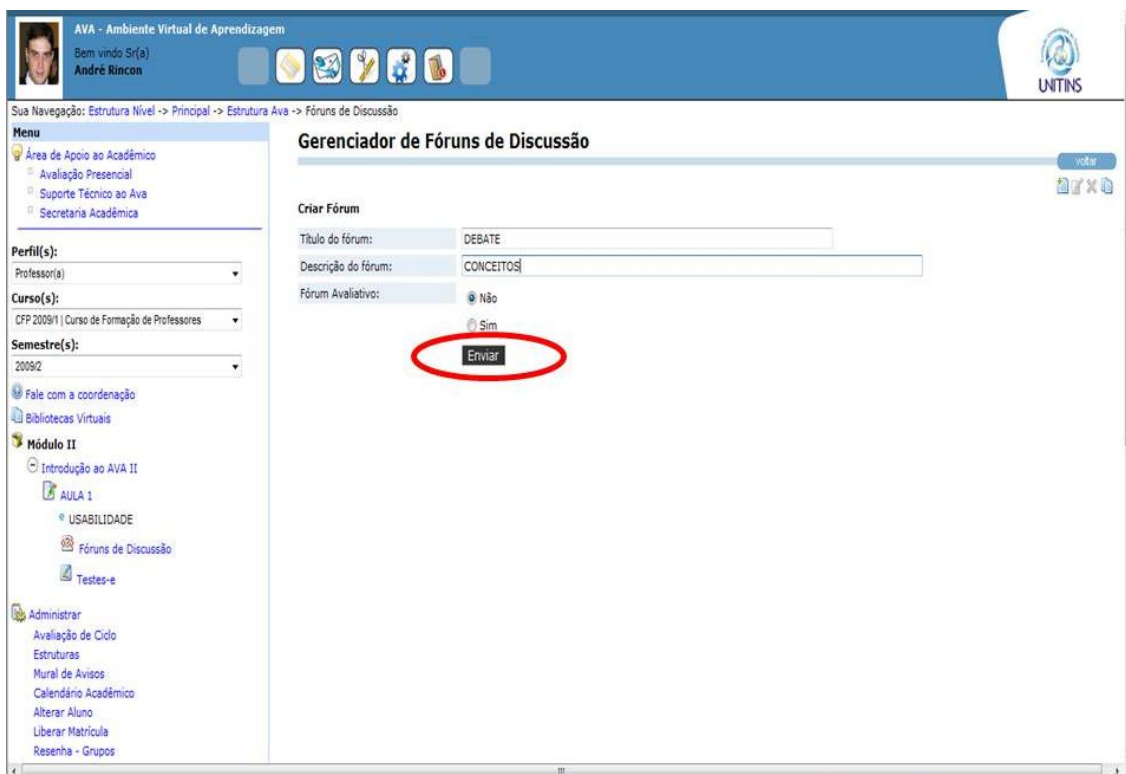 AVA - Ambiente Virtual de Aprendizagem
Bem vindo Sr(a)
André Rincon
UNITINS
Sua Navegação: Estrutura Nível -> Principal -> Estrutura Ava -> Fóruns de Discussão
Menu
Área de Apoio ao Acadêmico
Avaliação Presencial
Suporte Técnico ao Ava
Secretaria Acadêmica
Perfil(s):
Professor(a)
Curso(s):
CFP 2009/1 | Curso de Formação de Professores
Semestre(s):
2009/2
Fale com a coordenação
Bibliotecas Virtuais
Módulo II
Introdução ao AVA II
AULA 1
USABILIDADE
Fóruns de Discussão
Testes-e
Administrar
Avaliação de Ciclo
Estruturas
Mural de Avisos
Calendário Acadêmico
Alterar Aluno
Liberar Matrícula
Resenha - Grupos
Gerenciador de Fóruns de Discussão
voltar
Criar Fórum
Título do fórum: DEBATE
Descrição do fórum: CONCEITOS
Fórum Avaliativo: Não
Sim
Enviar